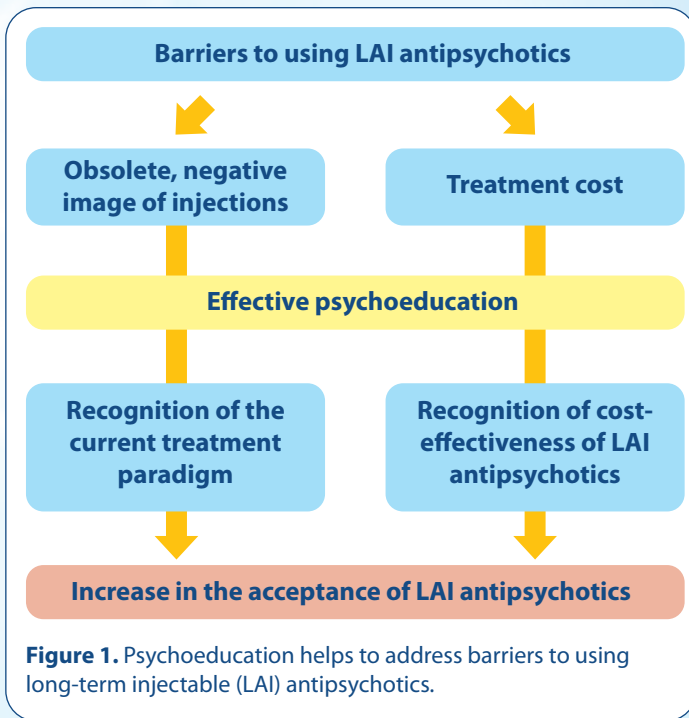 Barriers to using LAI antipsychotics
Obsolete, negative
image of injections
Treatment cost
Effective psychoeducation
Recognition of the
current treatment
paradigm
Recognition of cost-
effectiveness of LAI
antipsychotics
Increase in the acceptance of LAI antipsychotics
Figure 1. Psychoeducation helps to address barriers to using
long-term injectable (LAI) antipsychotics.